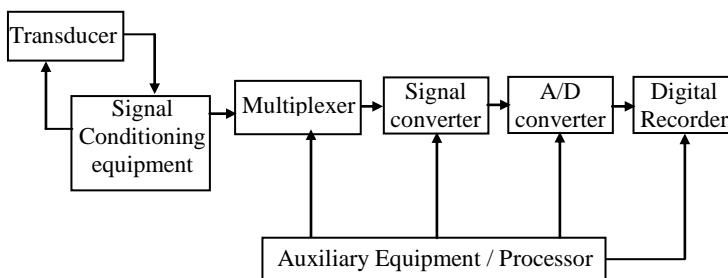 Transducer
Signal
Conditioning
equipment
Multiplexer
Signal
converter
A/D
converter
Digital
Recorder
Auxiliary Equipment / Processor